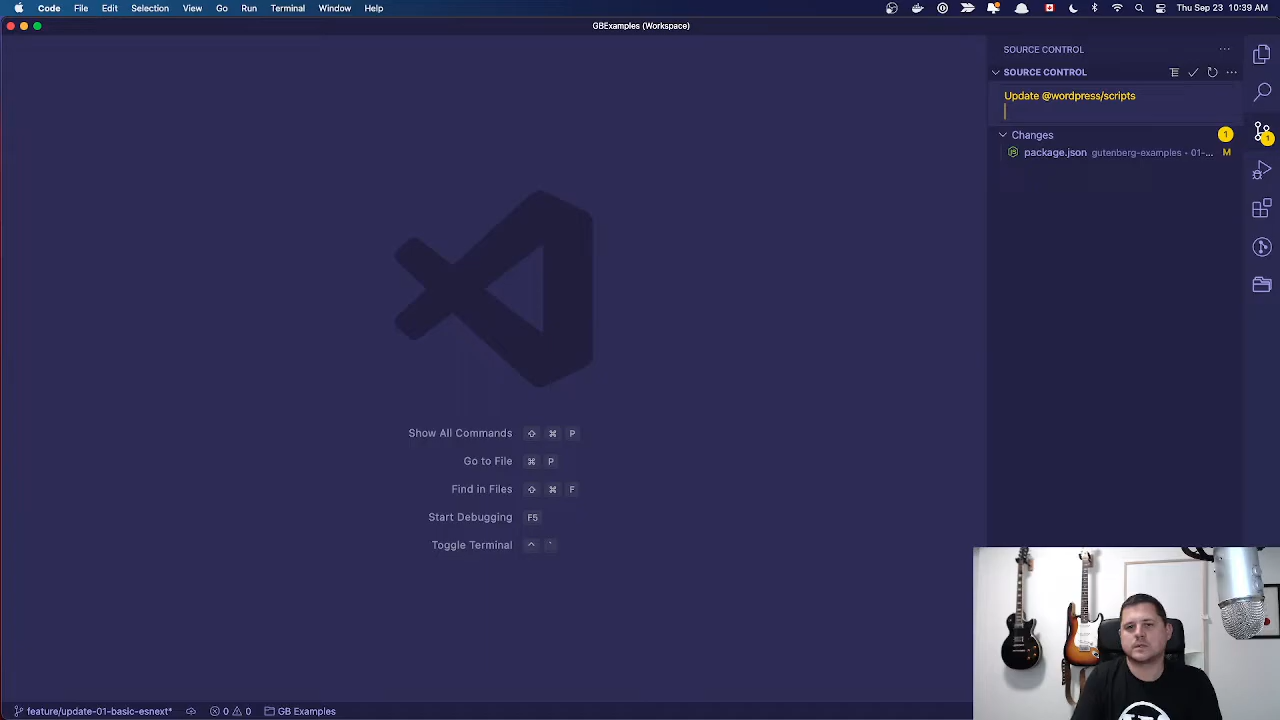 Code File Edit Selection View Go Run Terminal Window Help
Thu Sep 23 10:39 AM
GBExamples (Workspace)
SOURCE CONTROL
SOURCE CONTROL
Update @wordpress/scripts
Changes 1
package.json gutenberg-examples • 01-... M
1
Show All Commands ⇧ ⌘ P
Go to File ⌘ P
Find in Files ⇧ ⌘ F
Start Debugging F5
Toggle Terminal ^ `
feature/update-01-basic-esnext* 0 0 GB Examples